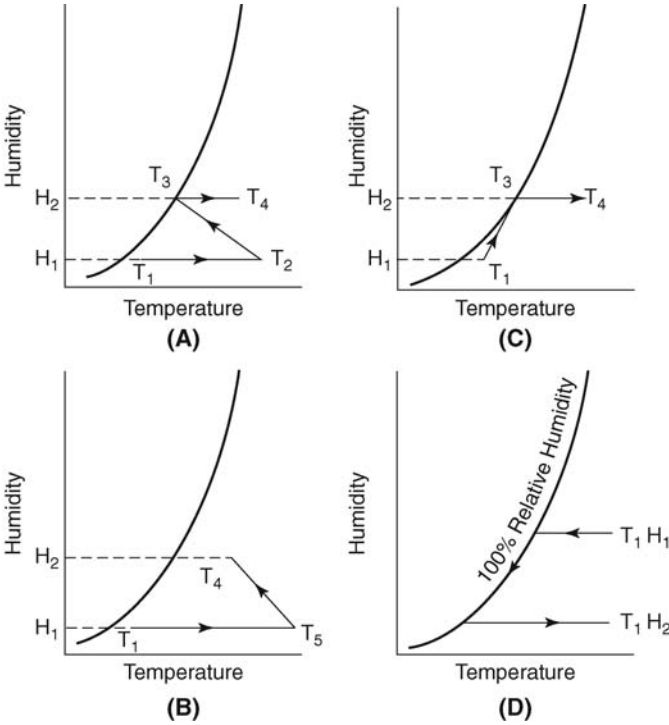 Humidity
H2
H1
T3
T4
T2
T1
Temperature
(A)
Humidity
H2
H1
T3
T4
T1
Temperature
(C)
Humidity
H2
H1
T4
T1
T5
Temperature
(B)
Humidity
100% Relative Humidity
T1 H1
T1 H2
Temperature
(D)